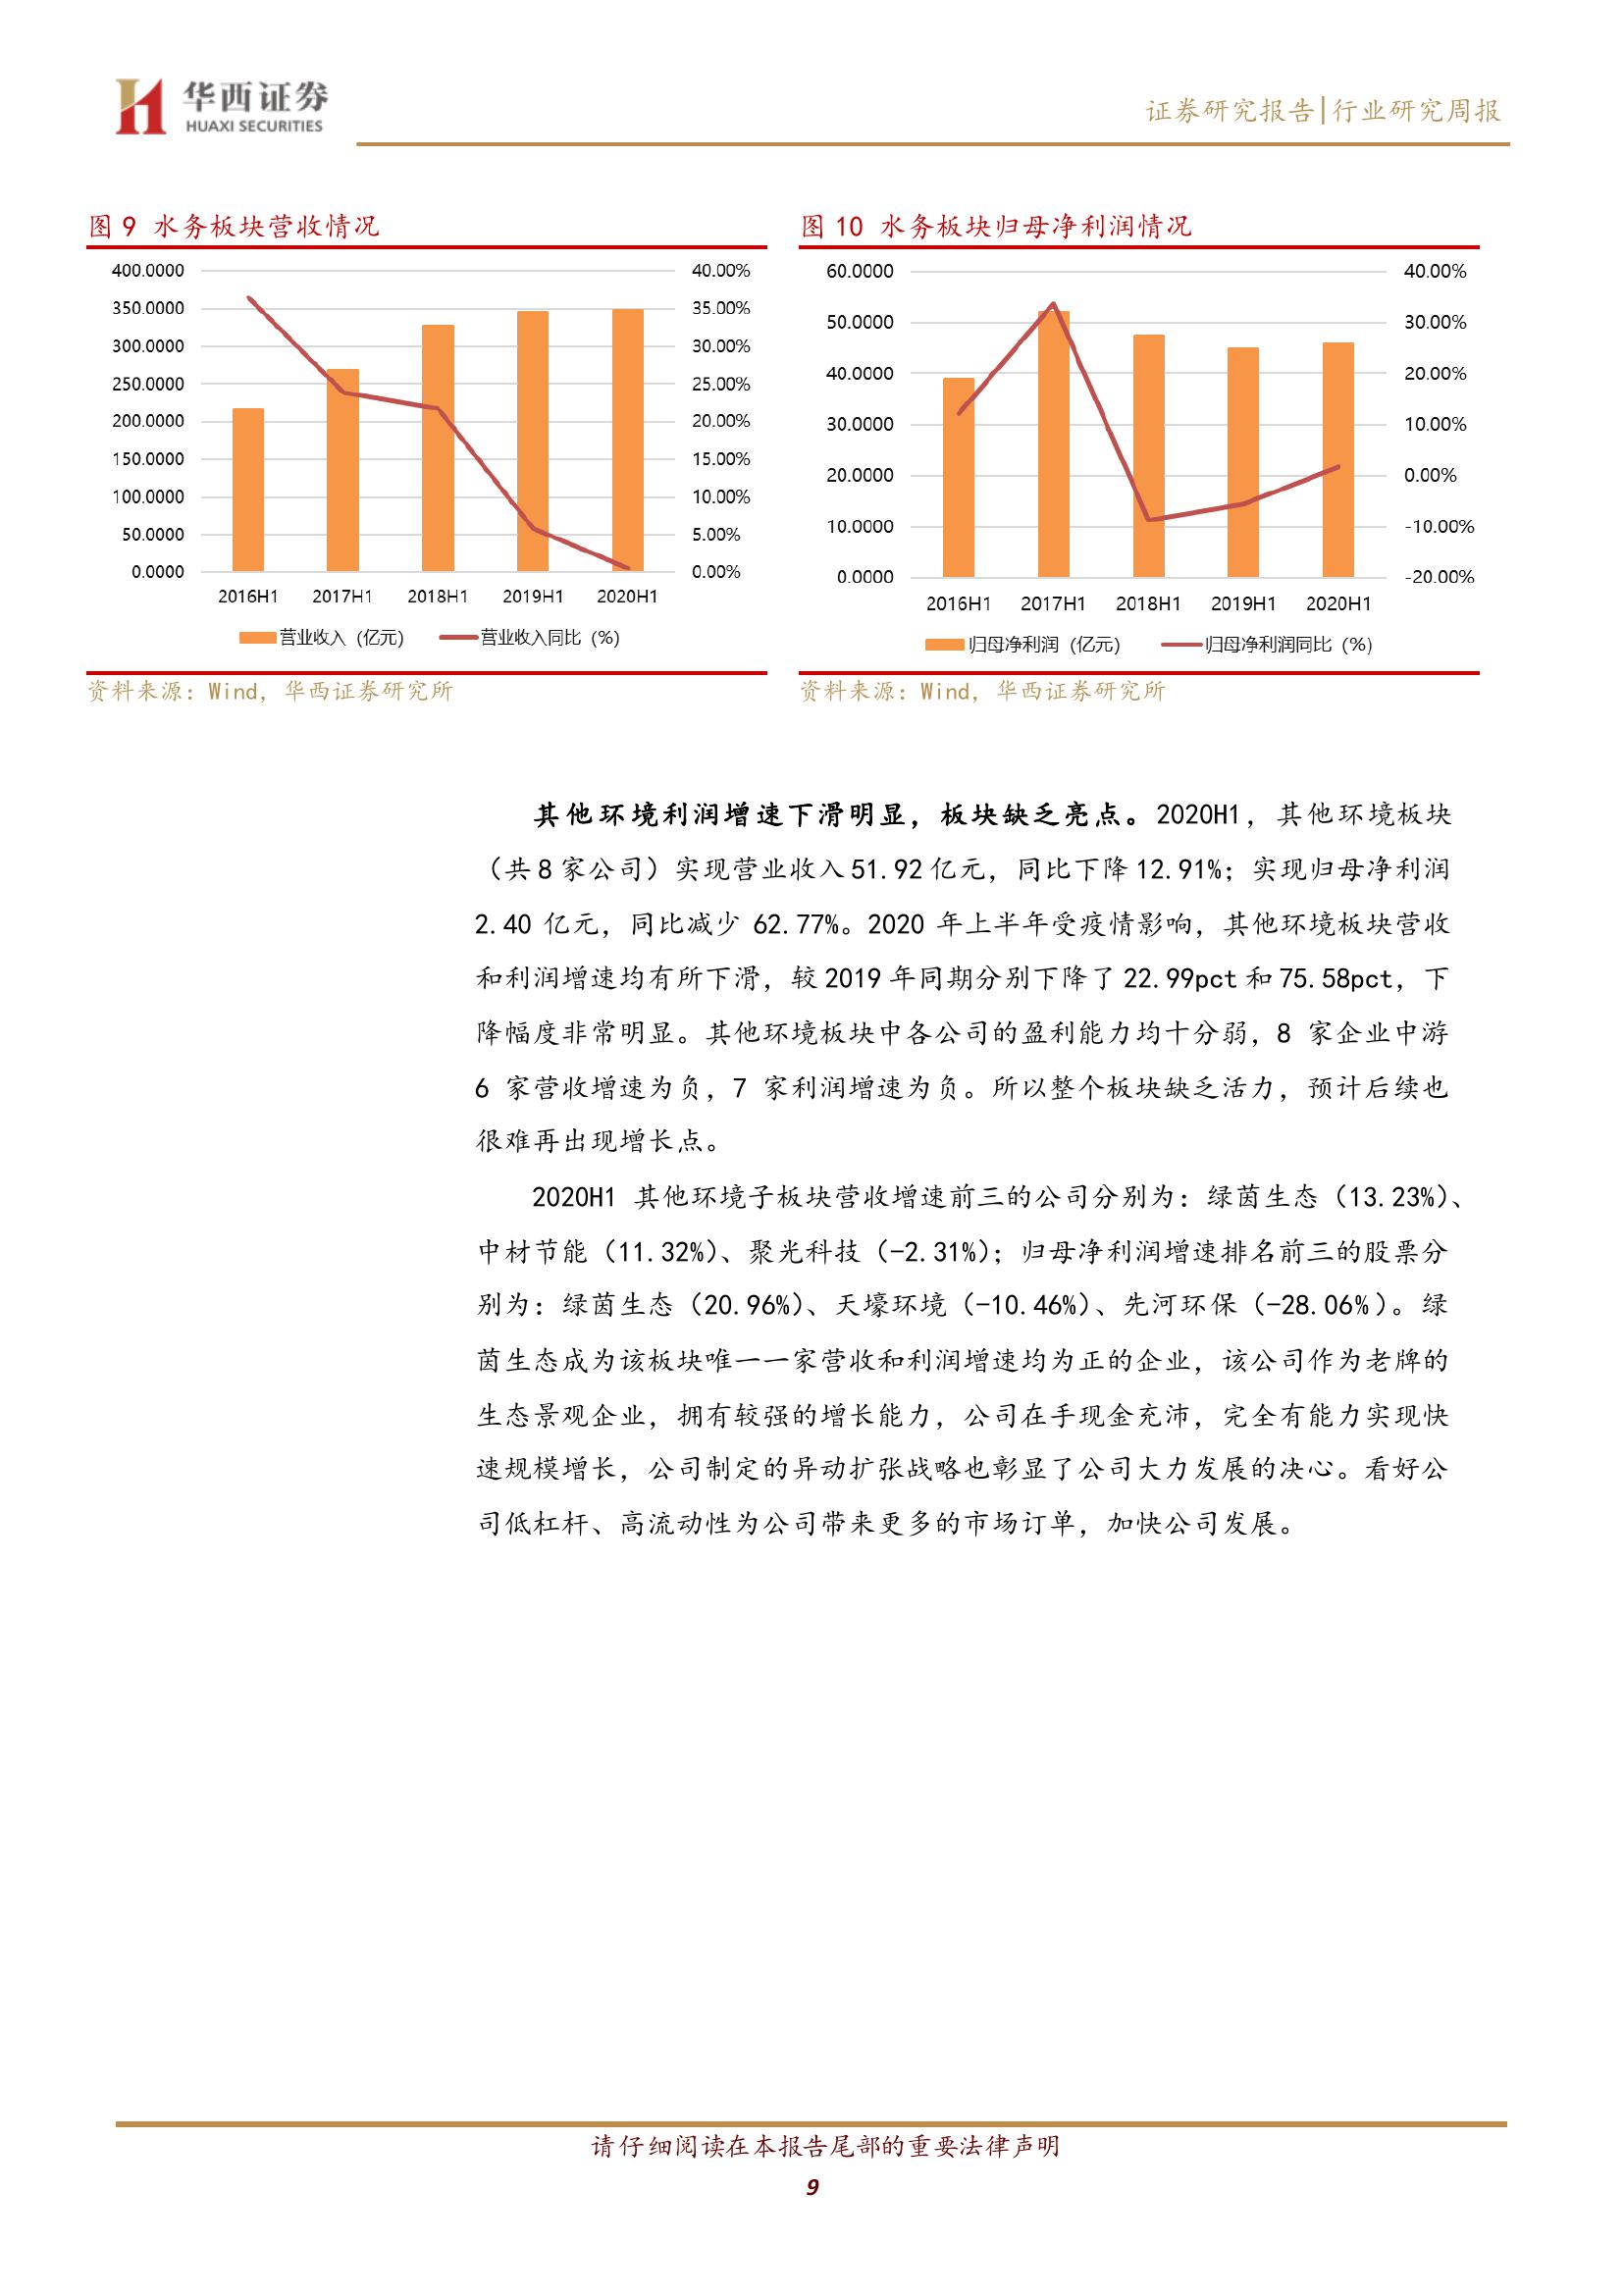 华西证券
HUAXI SECURITIES
证券研究报告|行业研究周报
图 9 水务板块营收情况
400.0000
350.0000
300.0000
250.0000
200.0000
150.0000
100.0000
50.0000
0.0000
40.00%
35.00%
30.00%
25.00%
20.00%
15.00%
10.00%
5.00%
0.00%
2016H1 2017H1 2018H1 2019H1 2020H1
营业收入（亿元） 营业收入同比（%）
资料来源：Wind，华西证券研究所
图 10 水务板块归母净利润情况
60.0000
50.0000
40.0000
30.0000
20.0000
10.0000
0.0000
40.00%
30.00%
20.00%
10.00%
0.00%
-10.00%
-20.00%
2016H1 2017H1 2018H1 2019H1 2020H1
归母净利润（亿元） 归母净利润同比（%）
资料来源：Wind，华西证券研究所
其他环境利润增速下滑明显，板块缺乏亮点。2020H1，其他环境板块
（共 8 家公司）实现营业收入 51.92 亿元，同比下降 12.91%；实现归母净利润
2.40 亿元，同比减少 62.77%。2020 年上半年受疫情影响，其他环境板块营收
和利润增速均有所下滑，较 2019 年同期分别下降了 22.99pct 和 75.58pct，下
降幅度非常明显。其他环境板块中各公司的盈利能力均十分弱，8 家企业中游
6 家营收增速为负，7 家利润增速为负。所以整个板块缺乏活力，预计后续也
很难再出现增长点。
2020H1 其他环境子板块营收增速前三的公司分别为：绿茵生态（13.23%）、
中材节能（11.32%）、聚光科技（-2.31%）；归母净利润增速排名前三的股票分
别为：绿茵生态（20.96%）、天壕环境（-10.46%）、先河环保（-28.06%）。绿
茵生态成为该板块唯一一家营收和利润增速均为正的企业，该公司作为老牌的
生态景观企业，拥有较强的增长能力，公司在手现金充沛，完全有能力实现快
速规模增长，公司制定的异动扩张战略也彰显了公司大力发展的决心。看好公
司低杠杆、高流动性为公司带来更多的市场订单，加快公司发展。
请仔细阅读在本报告尾部的重要法律声明
9